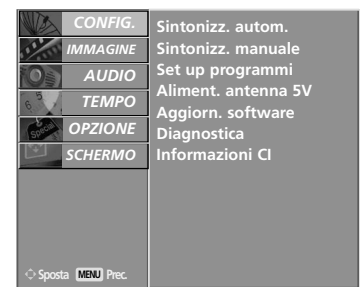 CONFIG.
IMMAGINE
AUDIO
TEMPO
OPZIONE
SCHERMO
Sintonizz. autom.
Sintonizz. manuale
Set up programmi
Aliment. antenna 5V
Aggiorn. software
Diagnostica
Informazioni CI
Sposta MENU Prec.